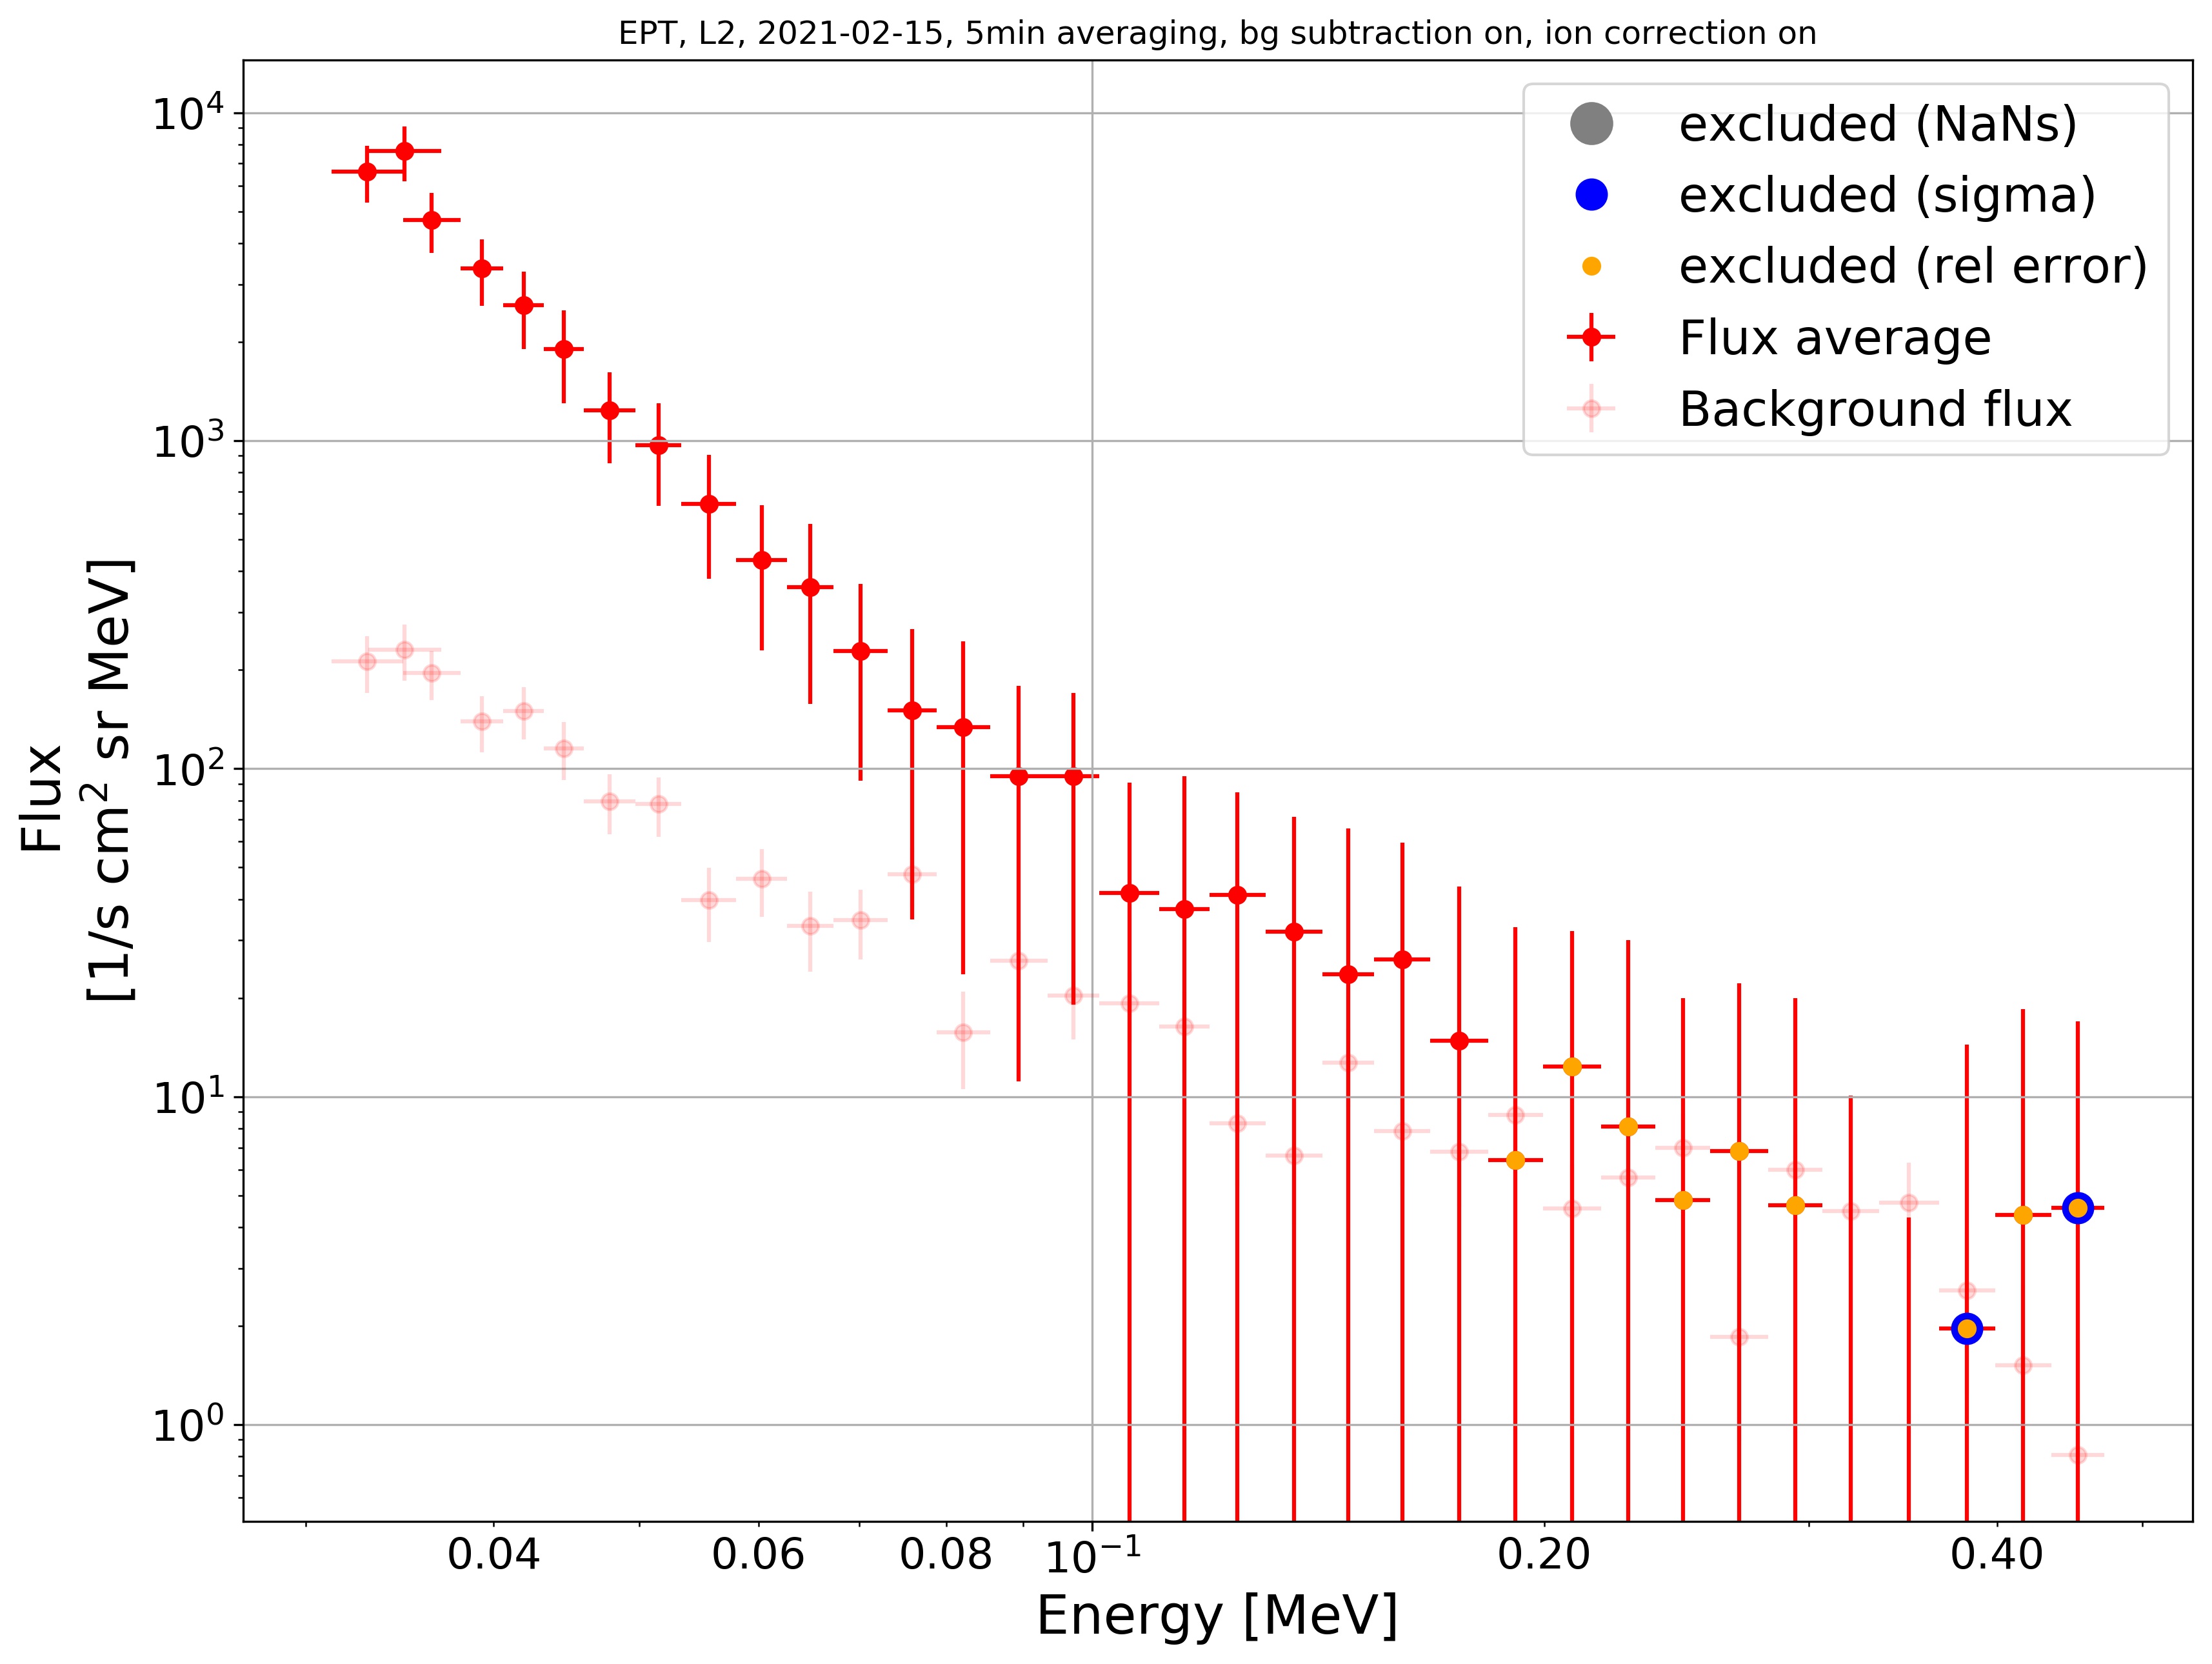 EPT, L2, 2021-02-15, 5min averaging, bg subtraction on, ion correction on
excluded (NaNs)
excluded (sigma)
excluded (rel error)
Flux average
Background flux
10⁴
10³
10²
10¹
10⁰
Flux
[1/s cm² sr MeV]
0.04
0.06
0.08
10⁻¹
0.20
0.40
Energy [MeV]